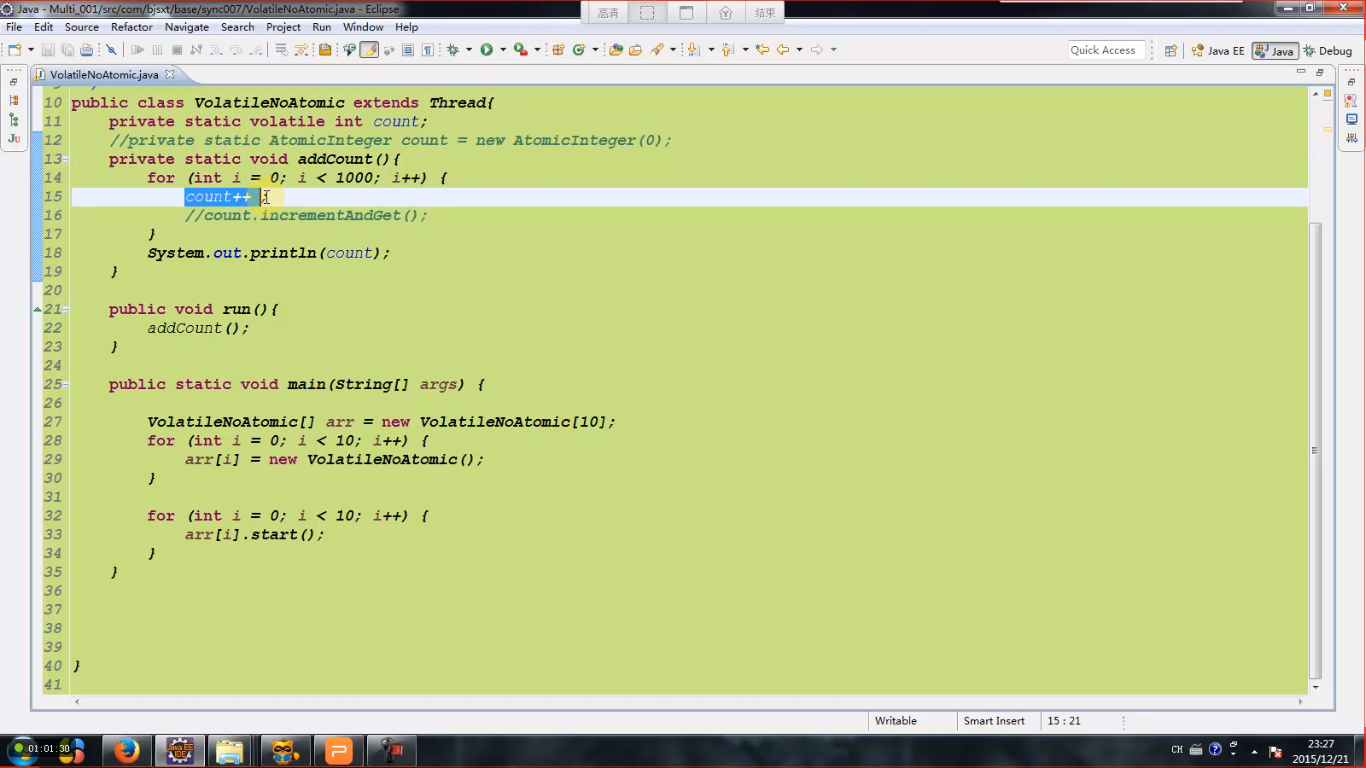 Java - Multi_001/src/com/bjsxt/base/sync007/VolatileNoAtomic.java - Eclipse
高清 结束
File Edit Source Refactor Navigate Search Project Run Window Help
Quick Access Java EE Java Debug
VolatileNoAtomic.java
10 public class VolatileNoAtomic extends Thread{
11 private static volatile int count;
12 //private static AtomicInteger count = new AtomicInteger(0);
13 private static void addCount(){
14 for (int i = 0; i < 1000; i++) {
15 count++ ;
16 //count.incrementAndGet();
17 }
18 System.out.println(count);
19 }
20
21 public void run(){
22 addCount();
23 }
24
25 public static void main(String[] args) {
26
27 VolatileNoAtomic[] arr = new VolatileNoAtomic[10];
28 for (int i = 0; i < 10; i++) {
29 arr[i] = new VolatileNoAtomic();
30 }
31
32 for (int i = 0; i < 10; i++) {
33 arr[i].start();
34 }
35 }
36
37
38
39
40 }
41
Writable Smart Insert 15 : 21
01:01:30
Java EE
IDE
CH
23:27
2015/12/21